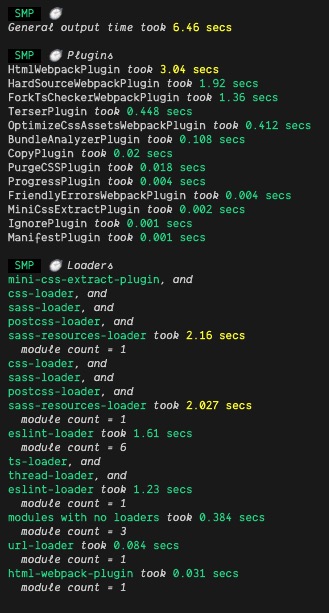 SMP ⏱
General output time took 6.46 secs
SMP ⏱ Plugins
HtmlWebpackPlugin took 3.04 secs
HardSourceWebpackPlugin took 1.92 secs
ForkTsCheckerWebpackPlugin took 1.36 secs
TerserPlugin took 0.448 secs
OptimizeCssAssetsWebpackPlugin took 0.412 secs
BundleAnalyzerPlugin took 0.108 secs
CopyPlugin took 0.02 secs
PurgeCSSPlugin took 0.018 secs
ProgressPlugin took 0.004 secs
FriendlyErrorsWebpackPlugin took 0.004 secs
MiniCssExtractPlugin took 0.002 secs
IgnorePlugin took 0.001 secs
ManifestPlugin took 0.001 secs
SMP ⏱ Loaders
mini-css-extract-plugin, and
css-loader, and
sass-loader, and
postcss-loader, and
sass-resources-loader took 2.16 secs
module count = 1
css-loader, and
sass-loader, and
postcss-loader, and
sass-resources-loader took 2.027 secs
module count = 1
eslint-loader took 1.61 secs
module count = 6
ts-loader, and
thread-loader, and
eslint-loader took 1.23 secs
module count = 1
modules with no loaders took 0.384 secs
module count = 3
url-loader took 0.084 secs
module count = 1
html-webpack-plugin took 0.031 secs
module count = 1